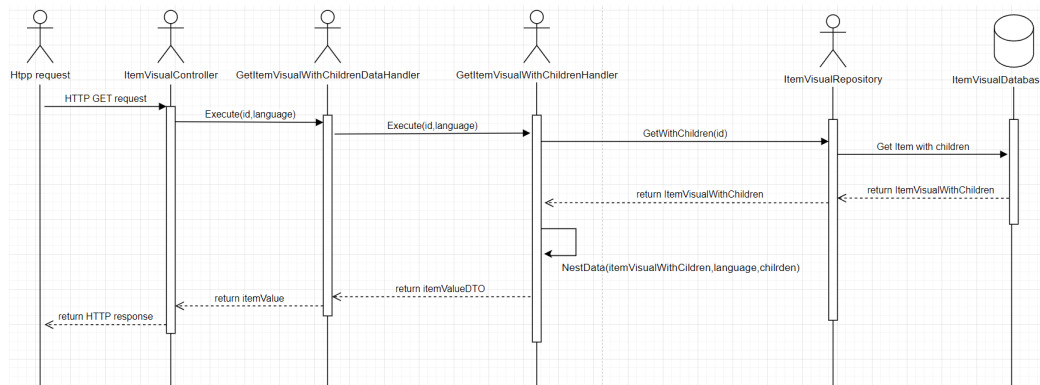 Htpp request
ItemVisualController
GetItemVisualWithChildrenDataHandler
GetItemVisualWithChildrenHandler
ItemVisualRepository
ItemVisualDatabas
HTTP GET request
Execute(id,language)
Execute(id,language)
GetWithChildren(id)
Get Item with children
return ItemVisualWithChildren
return ItemVisualWithChildren
NestData(itemVisualWithCildren,language,chilrden)
return itemValueDTO
return itemValue
return HTTP response